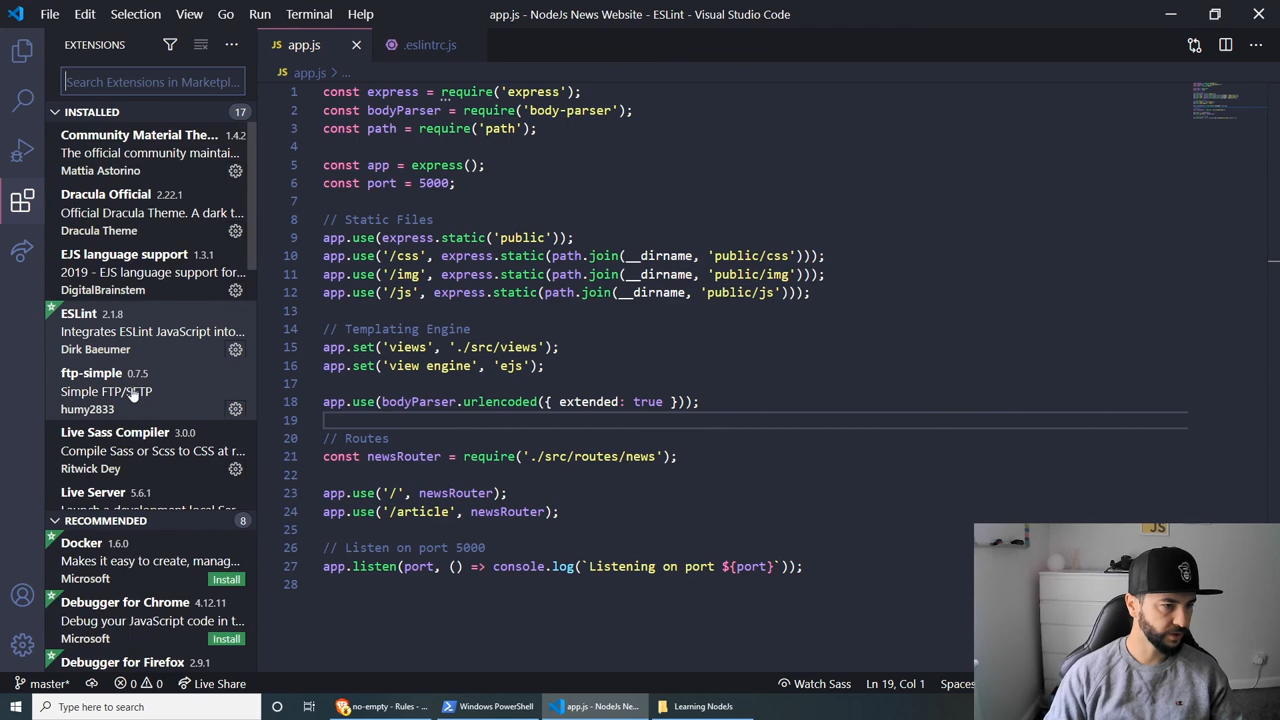 File Edit Selection View Go Run Terminal Help
app.js - NodeJs News Website - ESLint - Visual Studio Code
EXTENSIONS
Search Extensions in Marketpl...
INSTALLED 17
Community Material The... 1.4.2
The official community maintai...
Mattia Astorino
Dracula Official 2.22.1
Official Dracula Theme. A dark t...
Dracula Theme
EJS language support 1.3.1
2019 - EJS language support for...
DigitalBrainstem
ESLint 2.1.8
Integrates ESLint JavaScript into...
Dirk Baeumer
ftp-simple 0.7.5
Simple FTP/SFTP
humy2833
Live Sass Compiler 3.0.0
Compile Sass or Scss to CSS at r...
Ritwick Dey
Live Server 5.6.1
Launch a development local Ser
RECOMMENDED 8
Docker 1.6.0
Makes it easy to create, manag...
Microsoft Install
Debugger for Chrome 4.12.11
Debug your JavaScript code in t...
Microsoft Install
Debugger for Firefox 2.9.1
JS app.js
.eslintrc.js
JS app.js > ...
1 const express = require('express');
2 const bodyParser = require('body-parser');
3 const path = require('path');
4
5 const app = express();
6 const port = 5000;
7
8 // Static Files
9 app.use(express.static('public'));
10 app.use('/css', express.static(path.join(__dirname, 'public/css')));
11 app.use('/img', express.static(path.join(__dirname, 'public/img')));
12 app.use('/js', express.static(path.join(__dirname, 'public/js')));
13
14 // Templating Engine
15 app.set('views', './src/views');
16 app.set('view engine', 'ejs');
17
18 app.use(bodyParser.urlencoded({ extended: true }));
19
20 // Routes
21 const newsRouter = require('./src/routes/news');
22
23 app.use('/', newsRouter);
24 app.use('/article', newsRouter);
25
26 // Listen on port 5000
27 app.listen(port, () => console.log(`Listening on port ${port}`));
28
JS
master* 0 0 Live Share
Watch Sass Ln 19, Col 1 Spaces
Type here to search
no-empty - Rules - ...
Windows PowerShell
app.js - NodeJs Ne...
Learning NodeJs